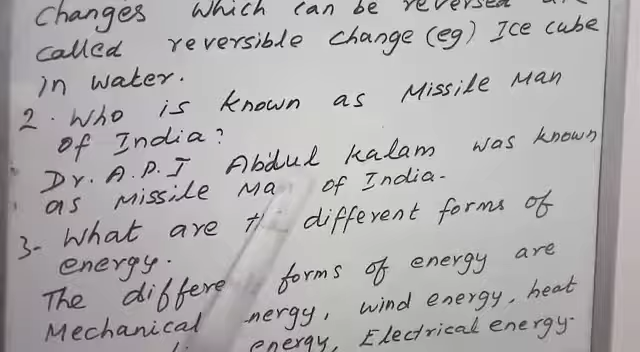 changes which can be reversed are
called reversible change (eg) Ice cube
in water.
2. Who is known as Missile Man
of India?
Dr. A.P.I Abdul Kalam was known
as Missile Ma of India.
3- What are th different forms of
energy.
The differe forms of energy are
Mechanical nergy, wind energy, heat
energy, Electrical energy.